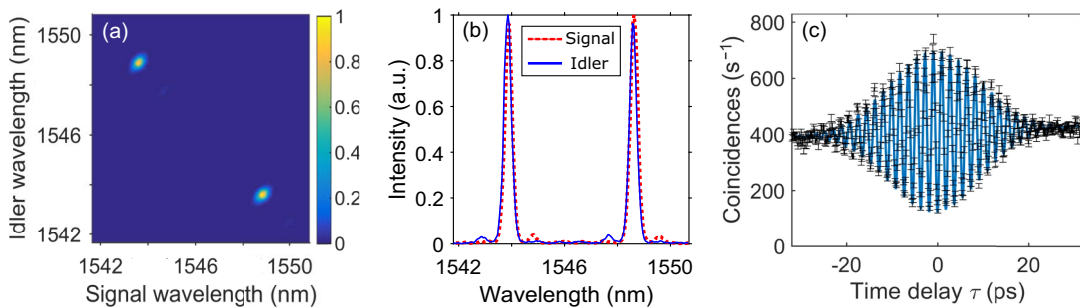 (a)
1550
1546
1542
Idler wavelength (nm)
1542
1546
1550
Signal wavelength (nm)
1
0.8
0.6
0.4
0.2
0
(b)
Signal
Idler
1
0.8
0.6
0.4
0.2
0
Intensity (a.u.)
1542
1546
1550
Wavelength (nm)
(c)
800
600
400
200
0
Coincidences (s⁻¹)
-20
0
20
Time delay τ (ps)